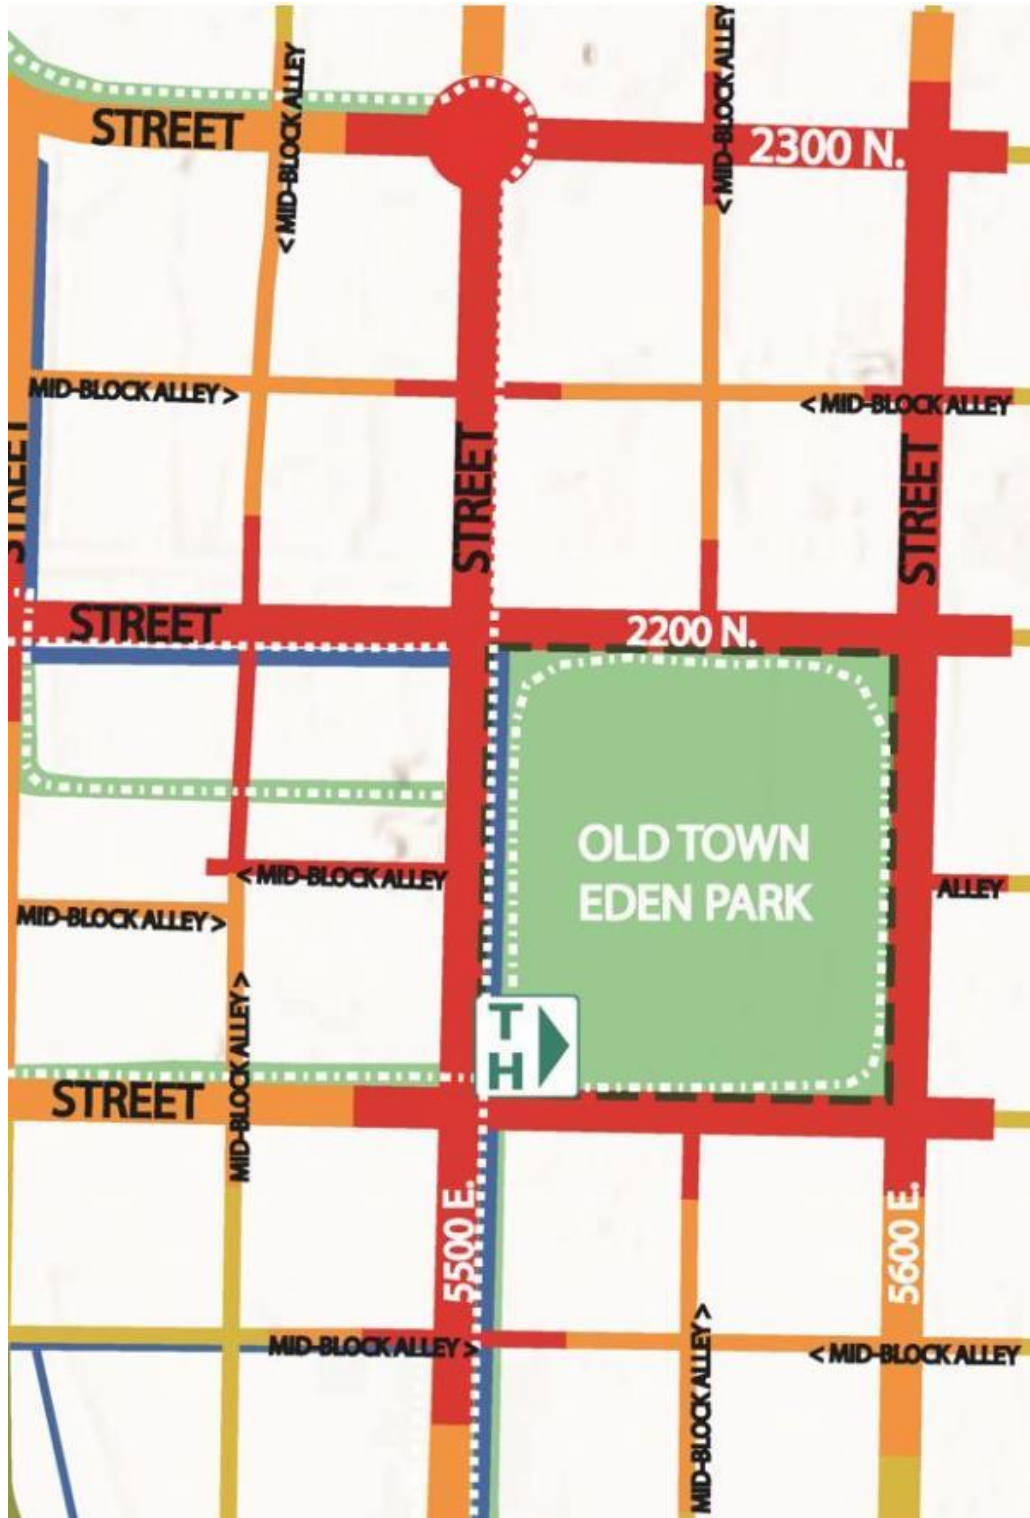 < MID-BLOCK ALLEY
< MID-BLOCK ALLEY
STREET
2300 N.
MID-BLOCK ALLEY >
< MID-BLOCK ALLEY
STREET
STREET
STREET
STREET
2200 N.
OLD TOWN
EDEN PARK
< MID-BLOCK ALLEY
ALLEY
MID-BLOCK ALLEY >
MID-BLOCK ALLEY >
T
H
STREET
5500 E.
5600 E.
MID-BLOCK ALLEY >
< MID-BLOCK ALLEY
MID-BLOCK ALLEY >